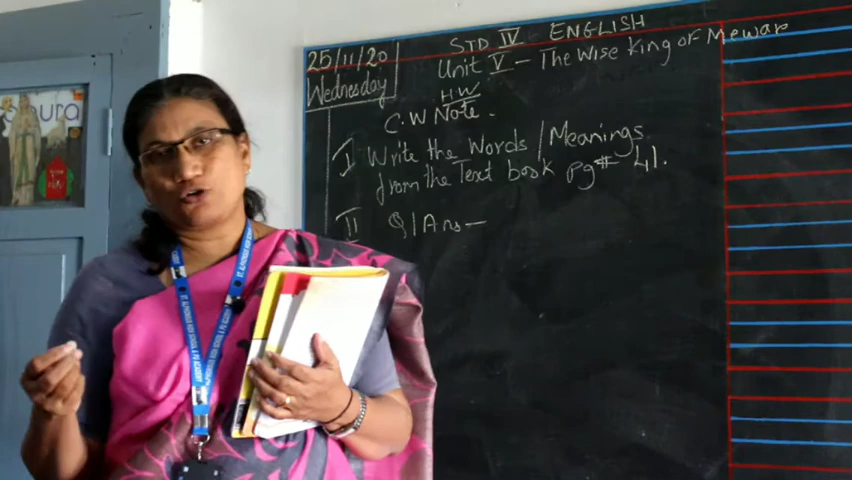 25/11/20
Wednesday
STD IV - ENGLISH
Unit V - The Wise King of Mewar
H.W
C.W Note.
I Write the Words / Meanings
from the Text book pg# 41.
II Q/Ans -